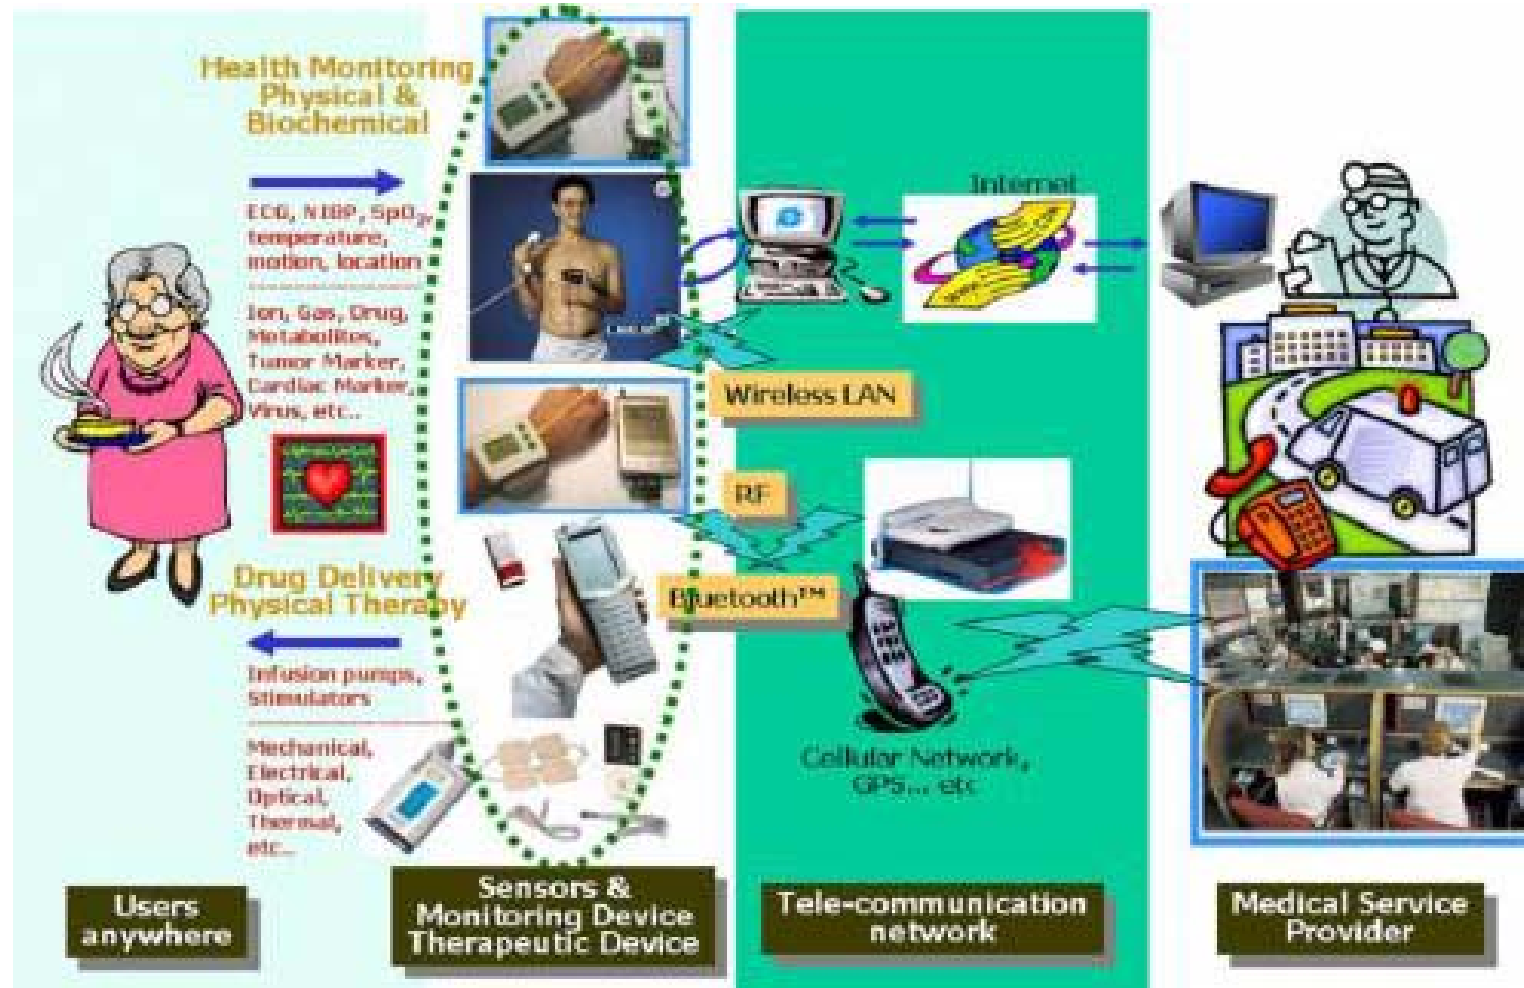 Health Monitoring
Physical &
Biochemical
ECG, NIBP, SpO2,
temperature,
motion, location
Ion, Gas, Drug,
Metabolites,
Tumor Marker,
Cardiac Marker,
Virus, etc..
Drug Delivery
Physical Therapy
Infusion pumps,
Stimulators
Mechanical,
Electrical,
Optical,
Thermal,
etc..
Internet
Wireless LAN
RF
Bluetooth™
Cellular Network,
GPS... etc
Users
anywhere
Sensors &
Monitoring Device
Therapeutic Device
Tele-communication
network
Medical Service
Provider